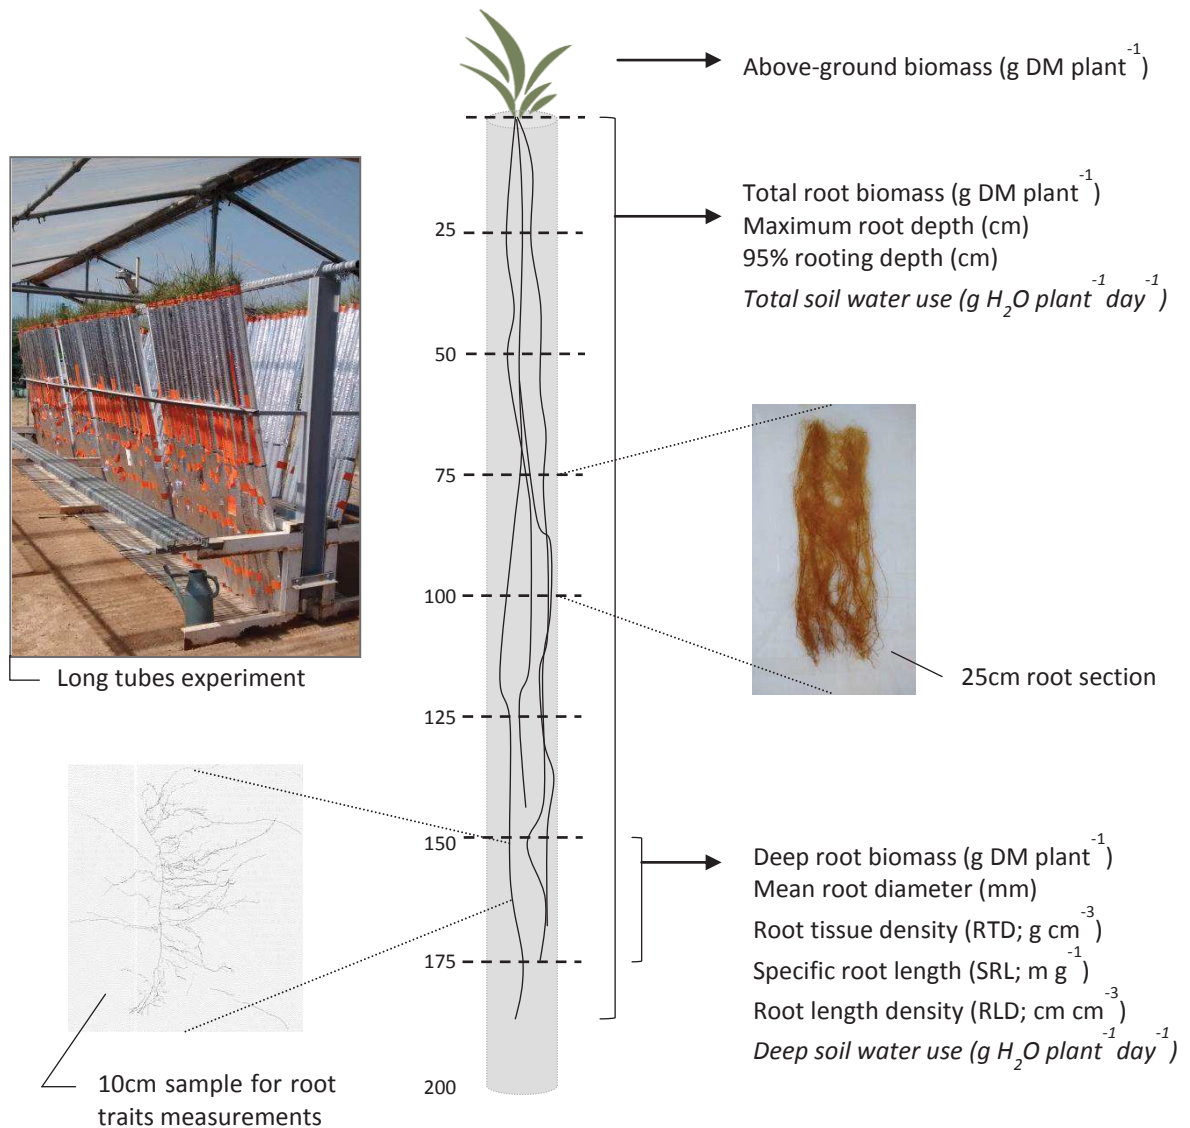 Above-ground biomass (g DM plant⁻¹)
Total root biomass (g DM plant⁻¹)
Maximum root depth (cm)
95% rooting depth (cm)
Total soil water use (g H₂O plant⁻¹day⁻¹)
25
50
75
100
125
150
175
200
Long tubes experiment
25cm root section
Deep root biomass (g DM plant⁻¹)
Mean root diameter (mm)
Root tissue density (RTD; g cm⁻³)
Specific root length (SRL; m g⁻¹)
Root length density (RLD; cm cm⁻³)
Deep soil water use (g H₂O plant⁻¹day⁻¹)
10cm sample for root
traits measurements